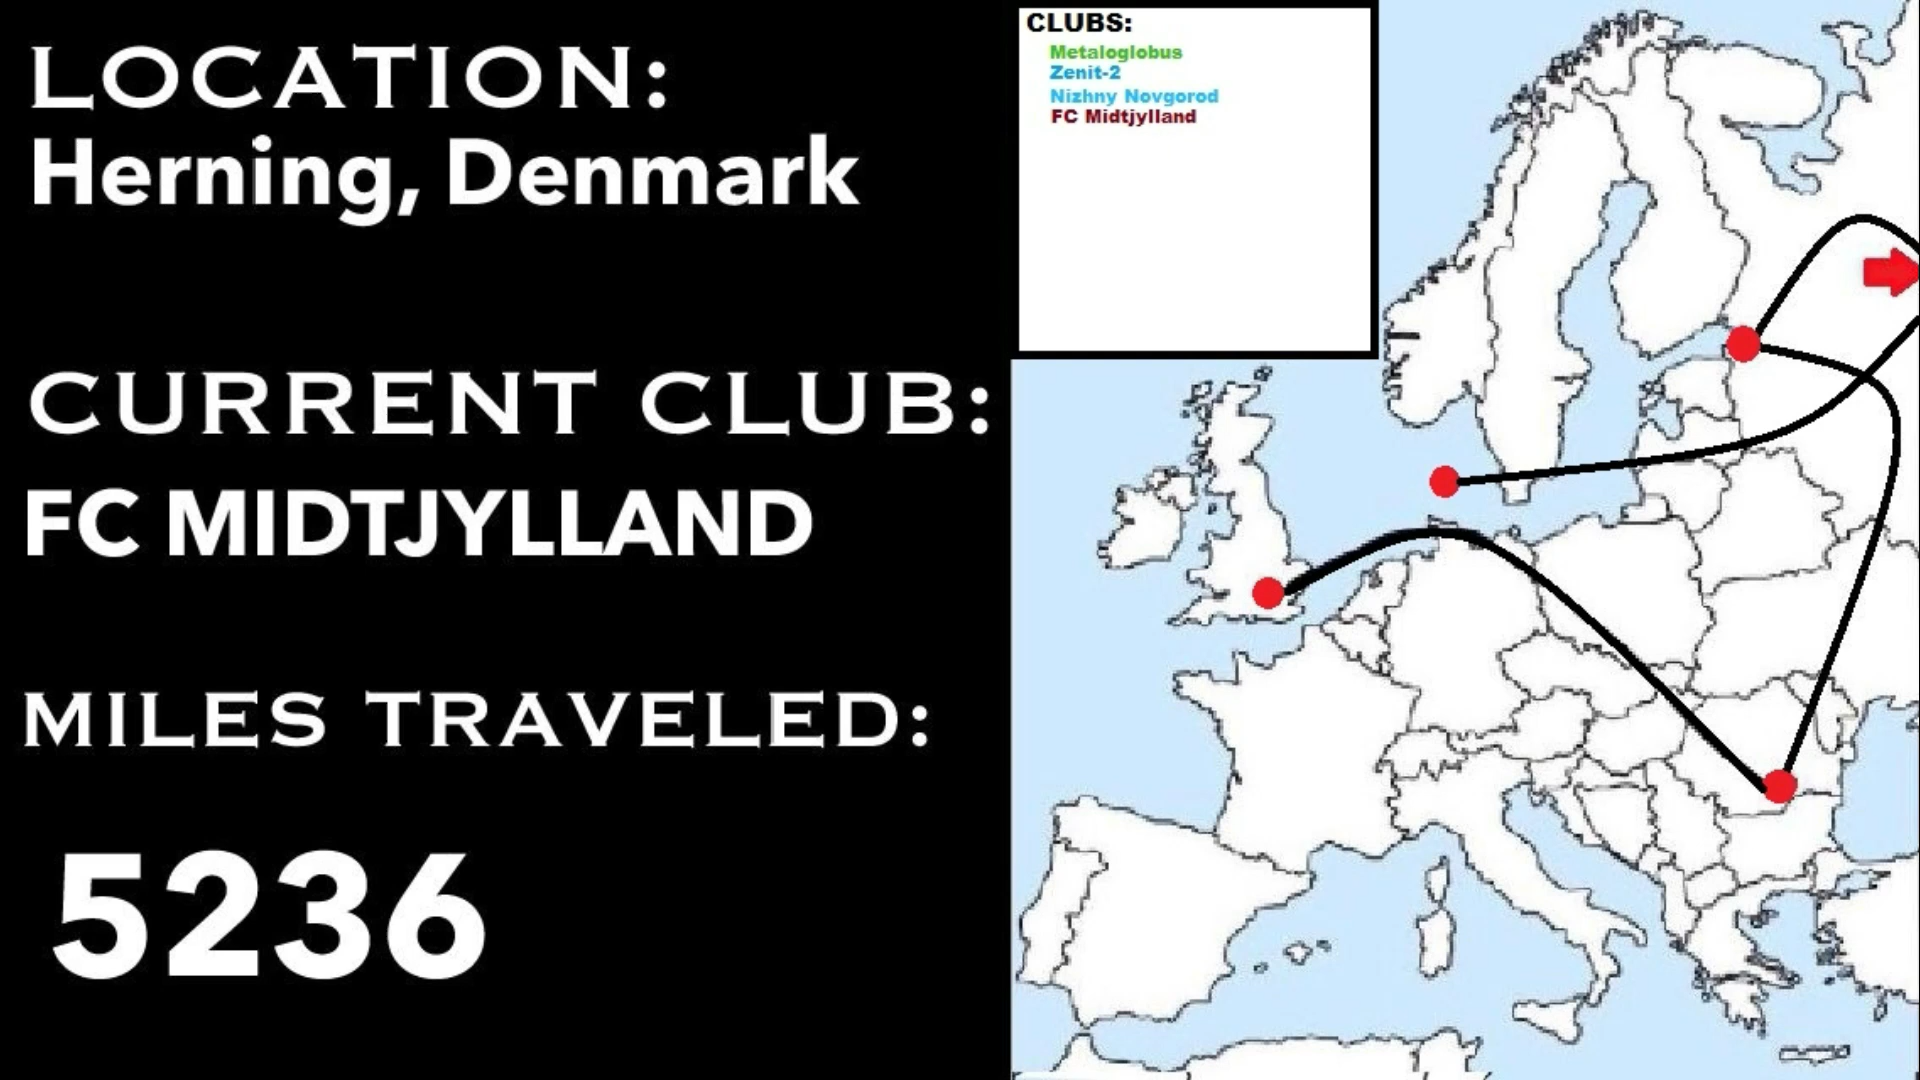 LOCATION:
Herning, Denmark
CURRENT CLUB:
FC MIDTJYLLAND
MILES TRAVELED:
5236
CLUBS:
Metaloglobus
Zenit-2
Nizhny Novgorod
FC Midtjylland